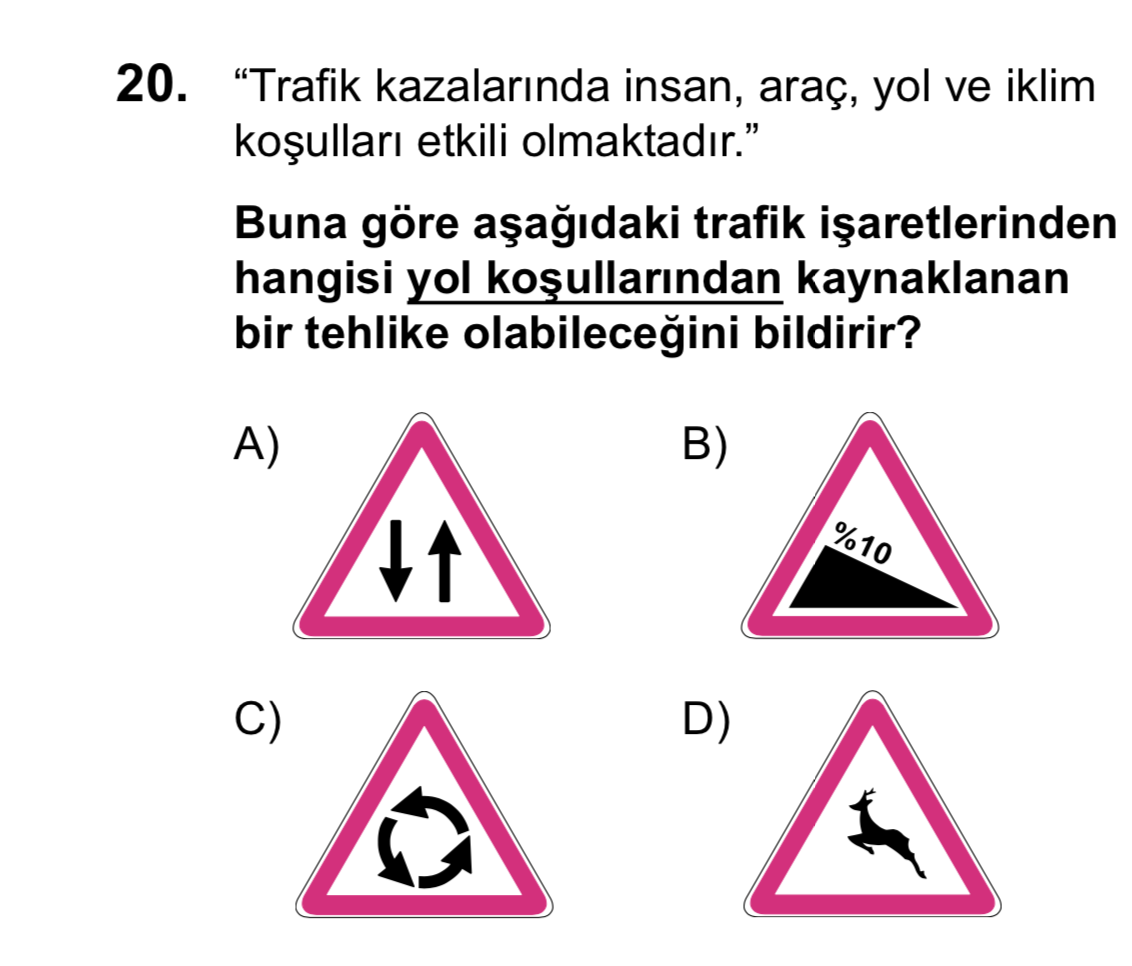 20. “Trafik kazalarında insan, araç, yol ve iklim
koşulları etkili olmaktadır.”
Buna göre aşağıdaki trafik işaretlerinden
hangisi yol koşullarından kaynaklanan
bir tehlike olabileceğini bildirir?
A)
B)
%10
C)
D)